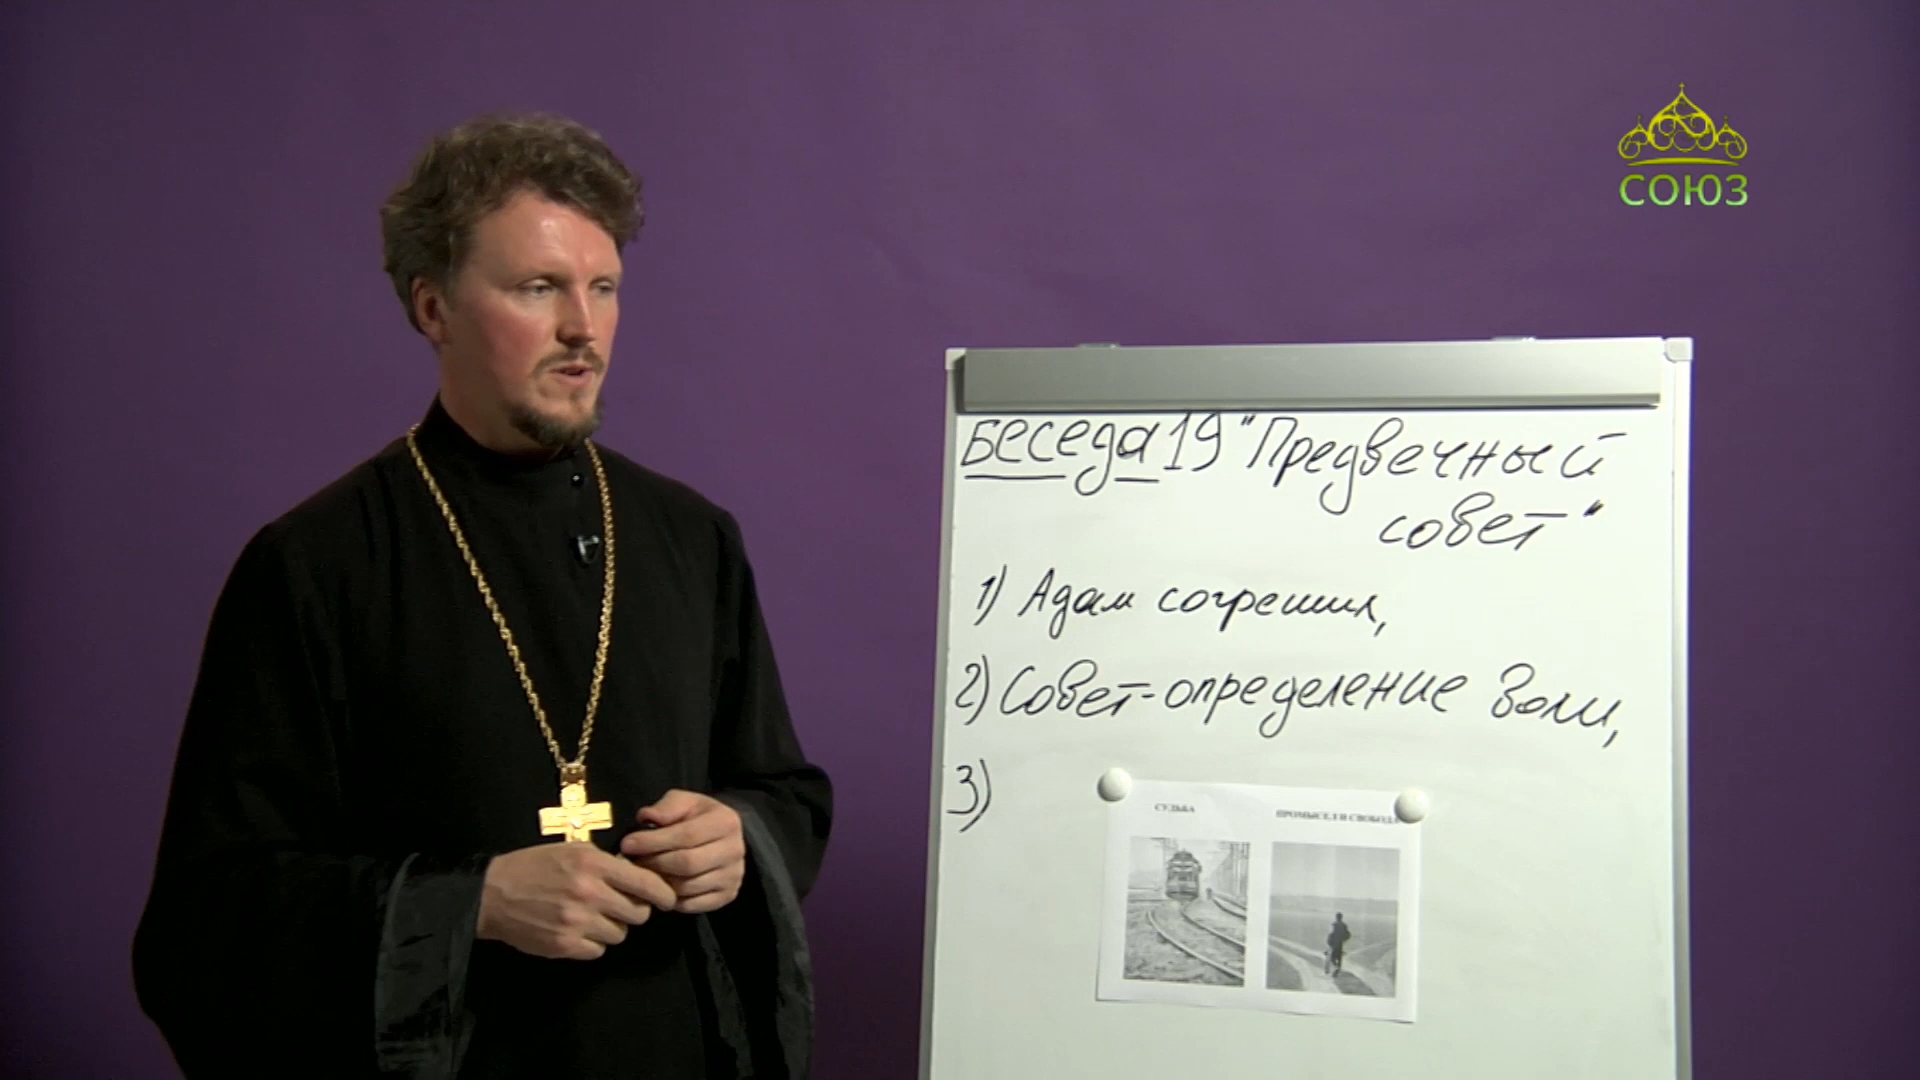 СОЮЗ
Беседа 19 "Предвечный
совет"
1) Адам согрешил,
2) Совет-определение Воли,
3)
СУДЬБА
ПРОМЫСЕЛ И СВОБОДА